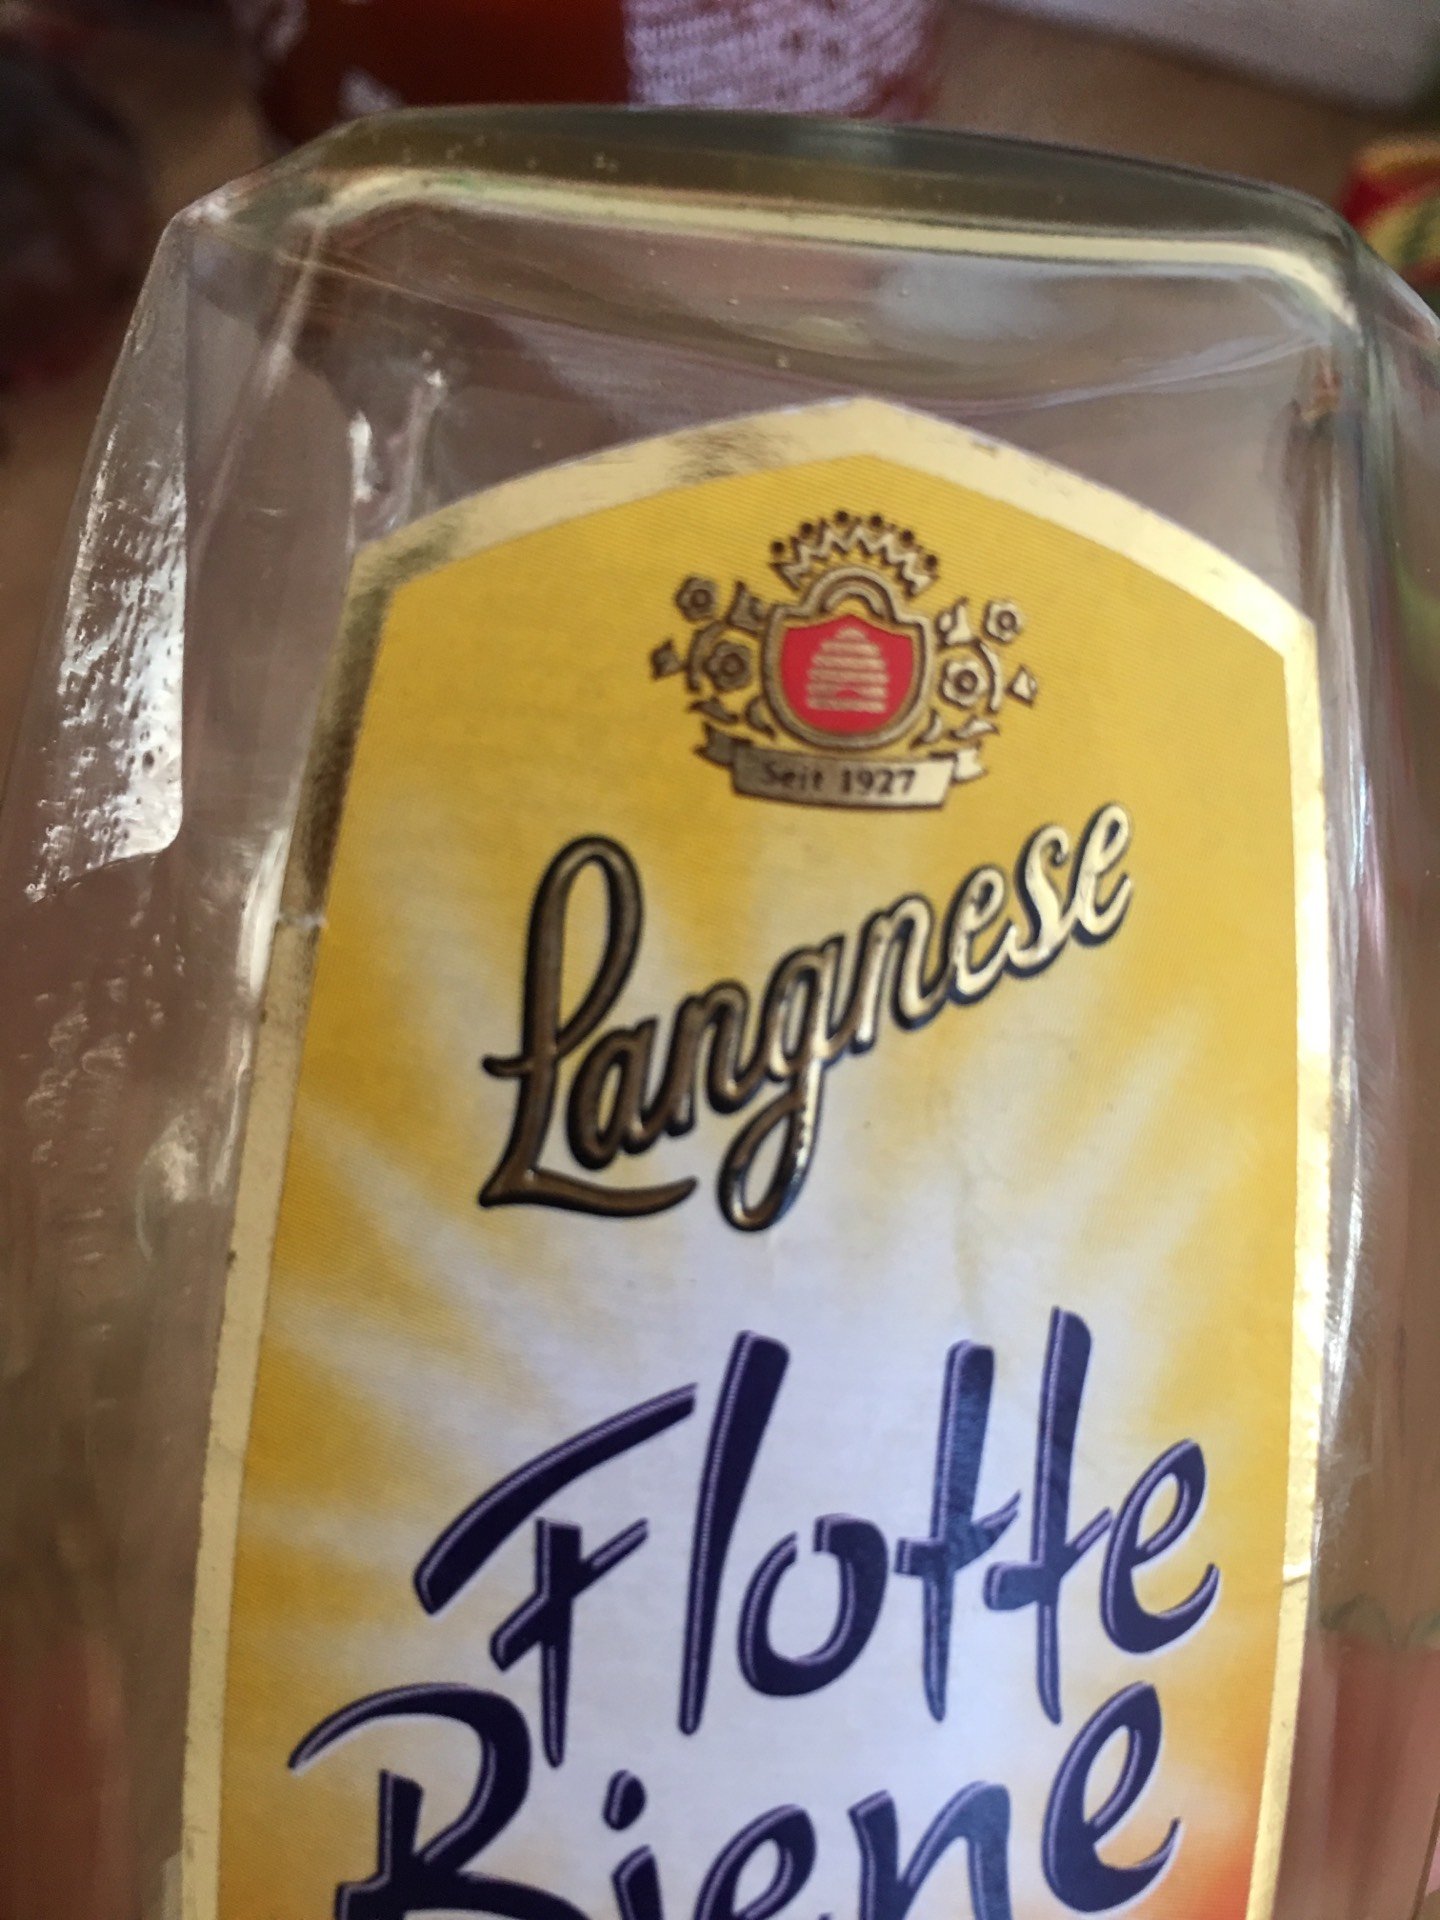 Seit 1927
Langnese
Flotte
Biene